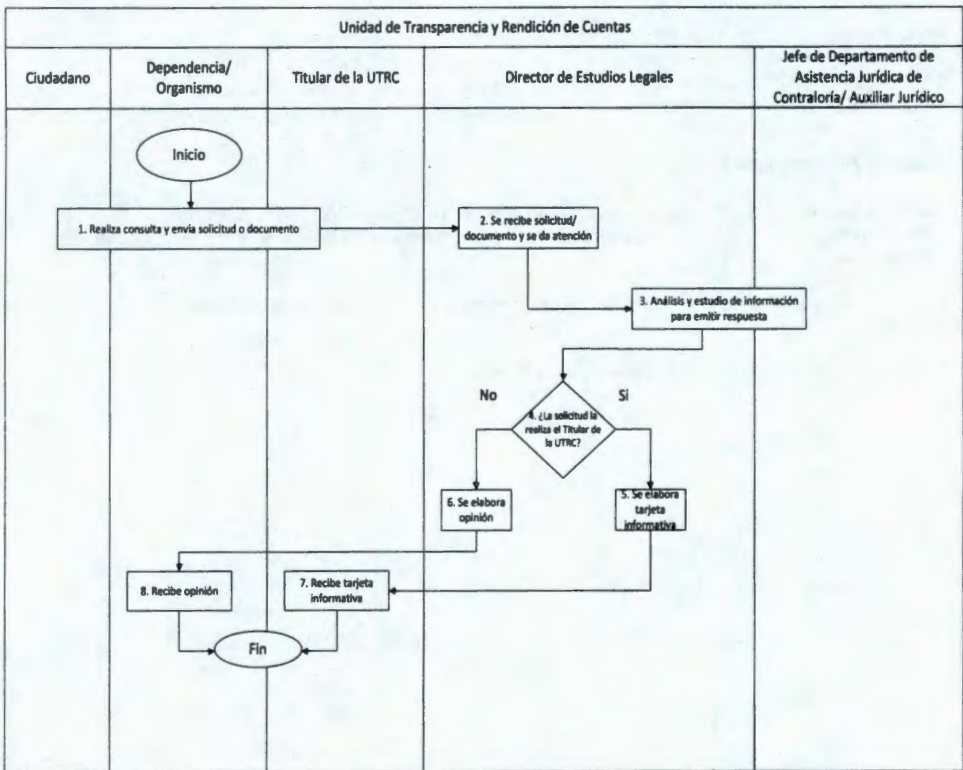 Unidad de Transparencia y Rendición de Cuentas
Ciudadano
Dependencia/
Organismo
Titular de la UTRC
Director de Estudios Legales
Jefe de Departamento de
Asistencia Jurídica de
Contraloría/ Auxiliar Jurídico
Inicio
1. Realiza consulta y envía solicitud o documento
2. Se recibe solicitud/
documento y se da atención
3. Análisis y estudio de información
para emitir respuesta
No
Si
4. ¿La solicitud la
realiza el Titular de
la UTRC?
6. Se elabora
opinión
5. Se elabora
tarjeta
informativa
8. Recibe opinión
7. Recibe tarjeta
informativa
Fin